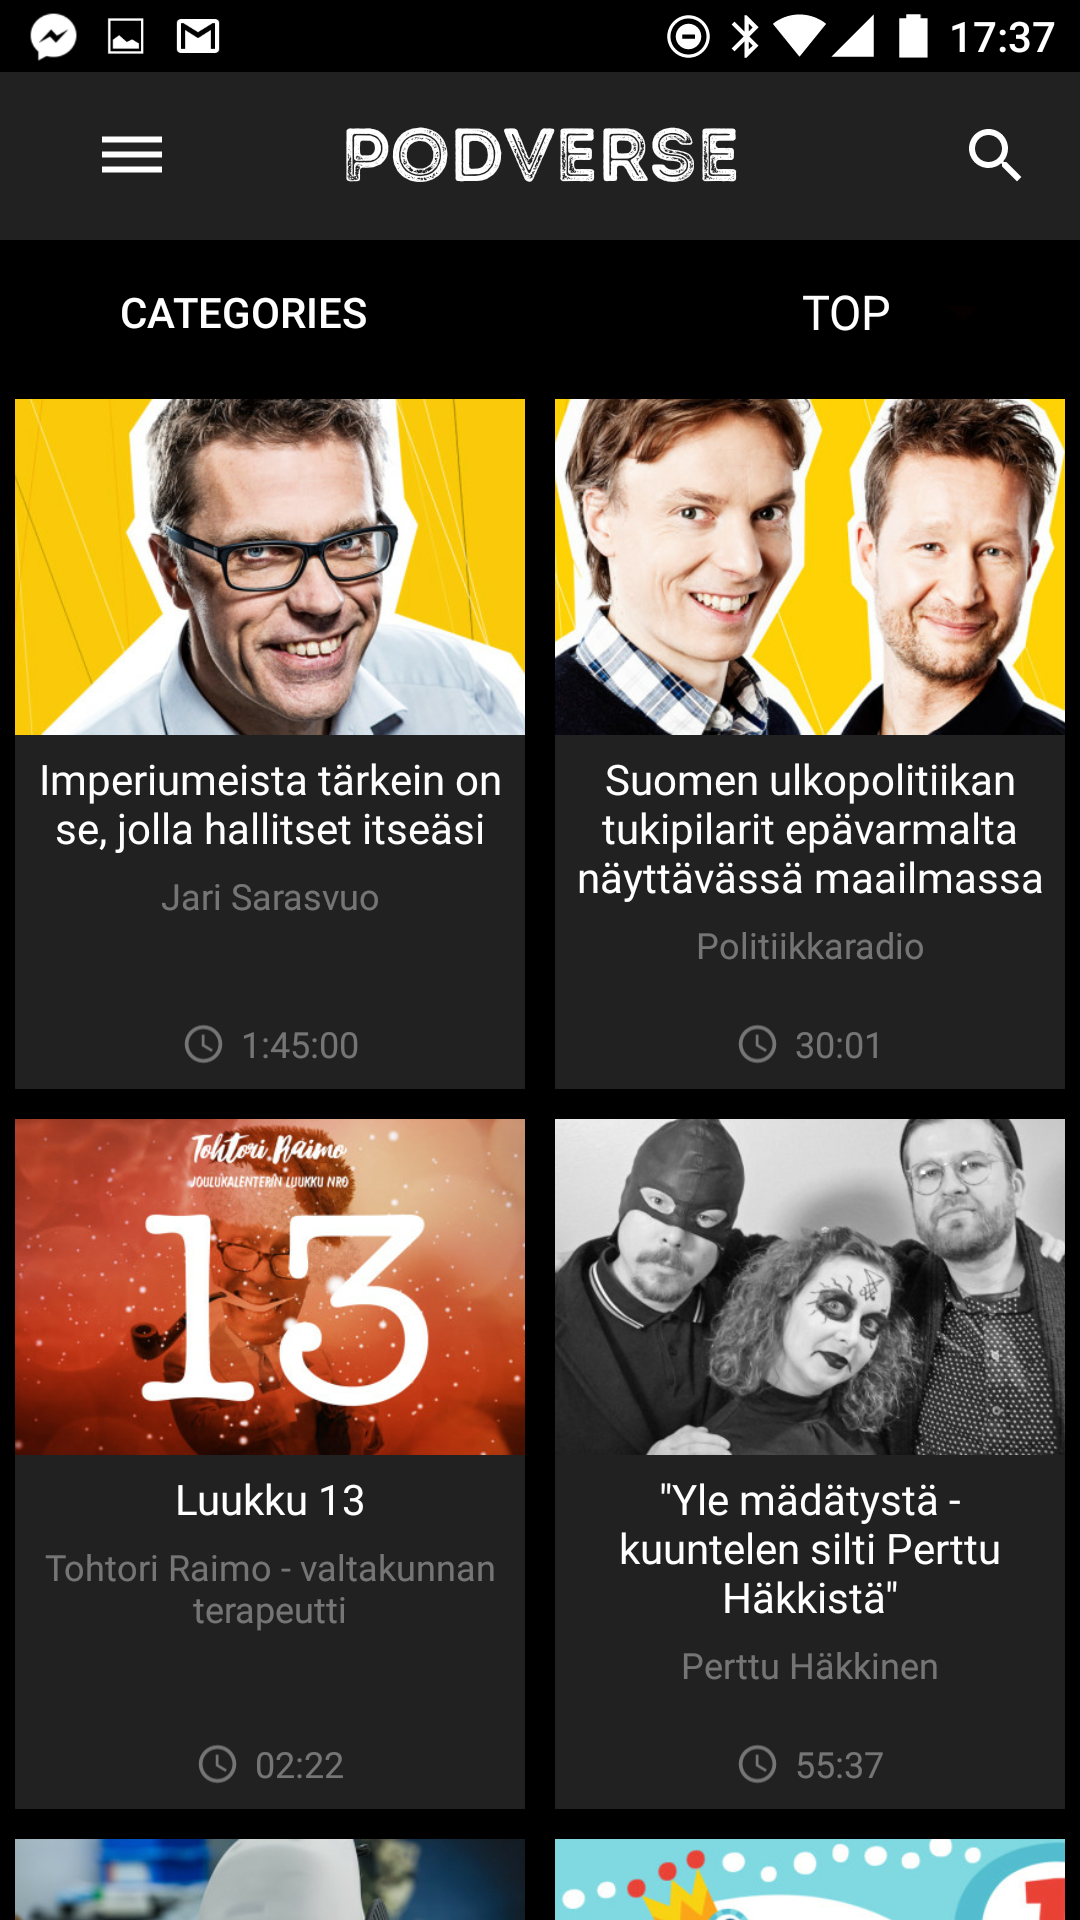 17:37
PODVERSE
CATEGORIES
TOP
Imperiumeista tärkein on
se, jolla hallitset itseäsi
Jari Sarasvuo
1:45:00
Suomen ulkopolitiikan
tukipilarit epävarmalta
näyttävässä maailmassa
Politiikkaradio
30:01
Tohtori Raimo
JOULUKALENTERIN LUUKKU NRO
13
Luukku 13
Tohtori Raimo - valtakunnan
terapeutti
02:22
"Yle mädätystä -
kuuntelen silti Perttu
Häkkistä"
Perttu Häkkinen
55:37